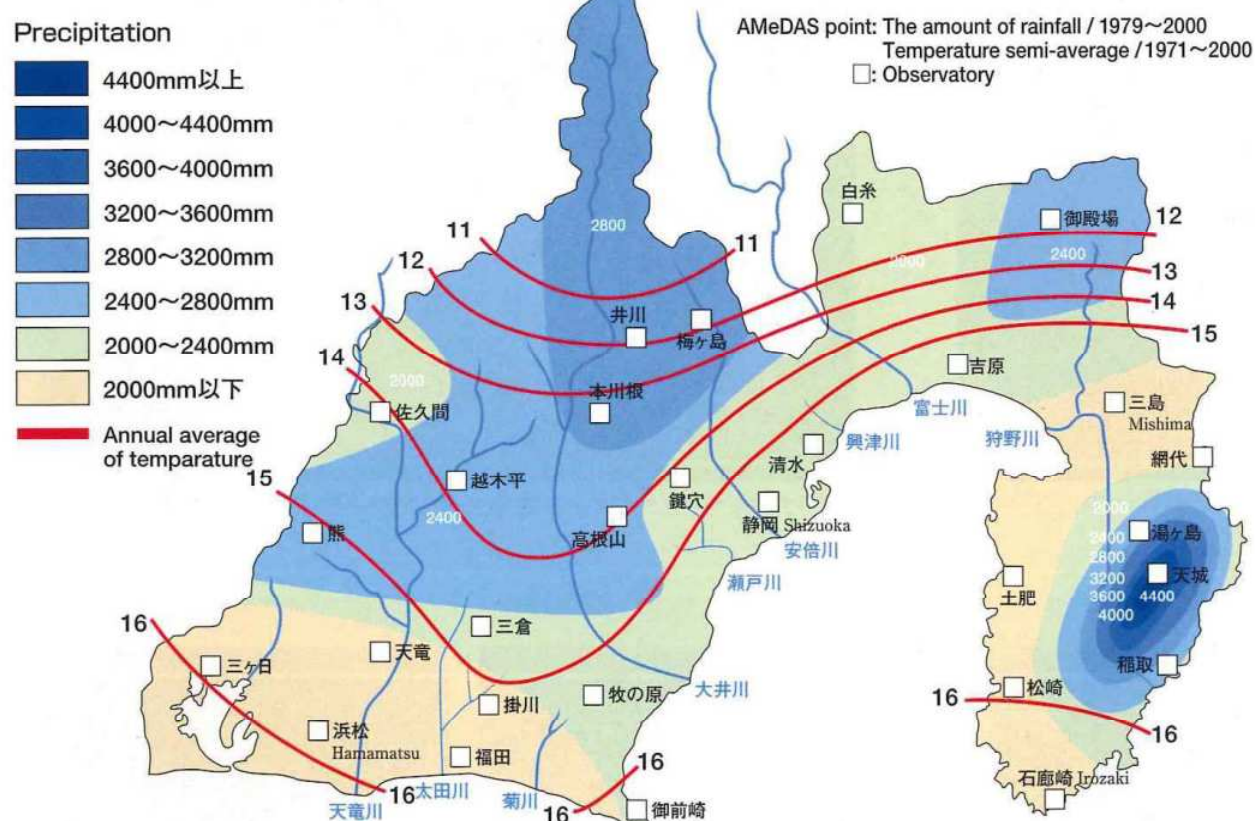 Precipitation
4400mm以上
4000〜4400mm
3600〜4000mm
3200〜3600mm
2800〜3200mm
2400〜2800mm
2000〜2400mm
2000mm以下
Annual average
of temparature
AMeDAS point: The amount of rainfall / 1979〜2000
Temperature semi-average / 1971〜2000
□: Observatory
2800
白糸
御殿場
12
11
11
2400
12
13
13
14
井川
梅ヶ島
15
14
2000
本川根
吉原
佐久間
富士川
三島
Mishima
狩野川
興津川
清水
網代
15
越木平
鍵穴
2400
高根山
静岡 Shizuoka
2000
熊
安倍川
2400
湯ヶ島
瀬戸川
2800
3200
天城
土肥
3600
4400
4000
16
三倉
天竜
三ヶ日
稲取
大井川
松崎
16
牧の原
掛川
浜松
Hamamatsu
16
福田
16
石廊崎 Irozaki
16
太田川
菊川
天竜川
16
御前崎